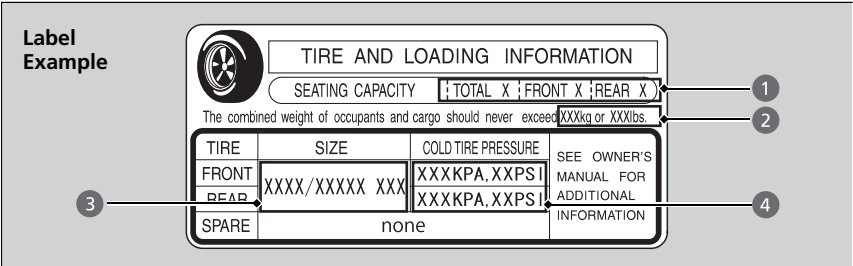 Label
Example
TIRE AND LOADING INFORMATION
SEATING CAPACITY TOTAL X FRONT X REAR X
1
The combined weight of occupants and cargo should never exceed XXXkg or XXXlbs.
2
TIRE SIZE COLD TIRE PRESSURE
SEE OWNER'S
MANUAL FOR
ADDITIONAL
INFORMATION
FRONT XXXX/XXXXX XXX XXXKPA,XXPSI
REAR XXXKPA,XXPSI
3
4
SPARE none